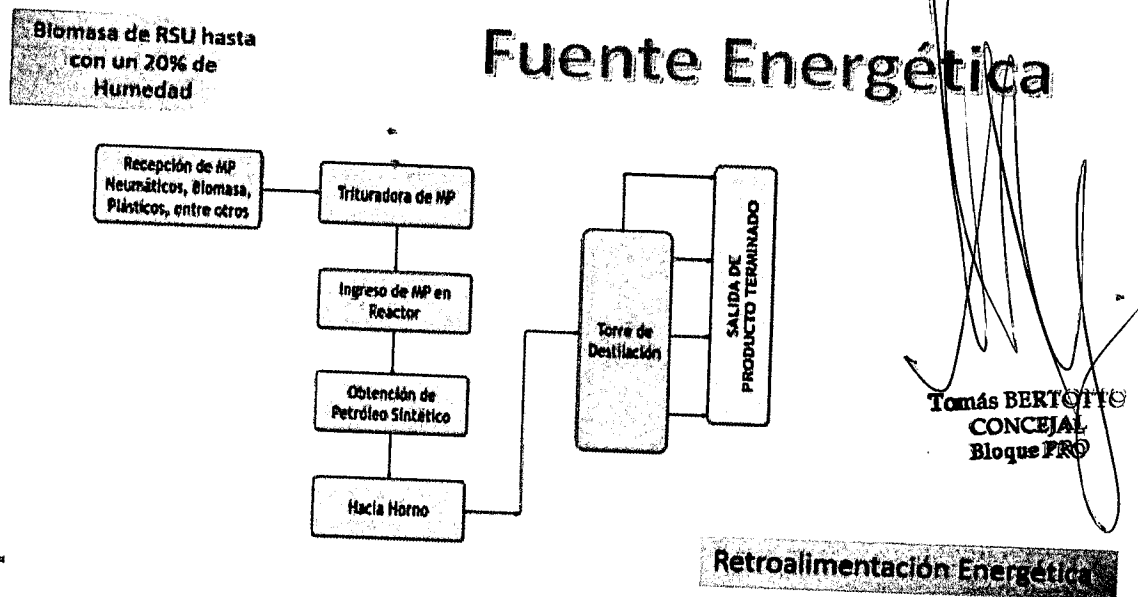 Biomasa de RSU hasta
con un 20% de
Humedad
Fuente Energética
Recepción de MP
Neumáticos, Biomasa,
Plásticos, entre otros
Trituradora de MP
Ingreso de MP en
Reactor
Obtención de
Petróleo Sintético
Hacia Horno
Torre de
Destilación
SALIDA DE
PRODUCTO TERMINADO
Tomás BERTOTTO
CONCEJAL
Bloque PRO
Retroalimentación Energética